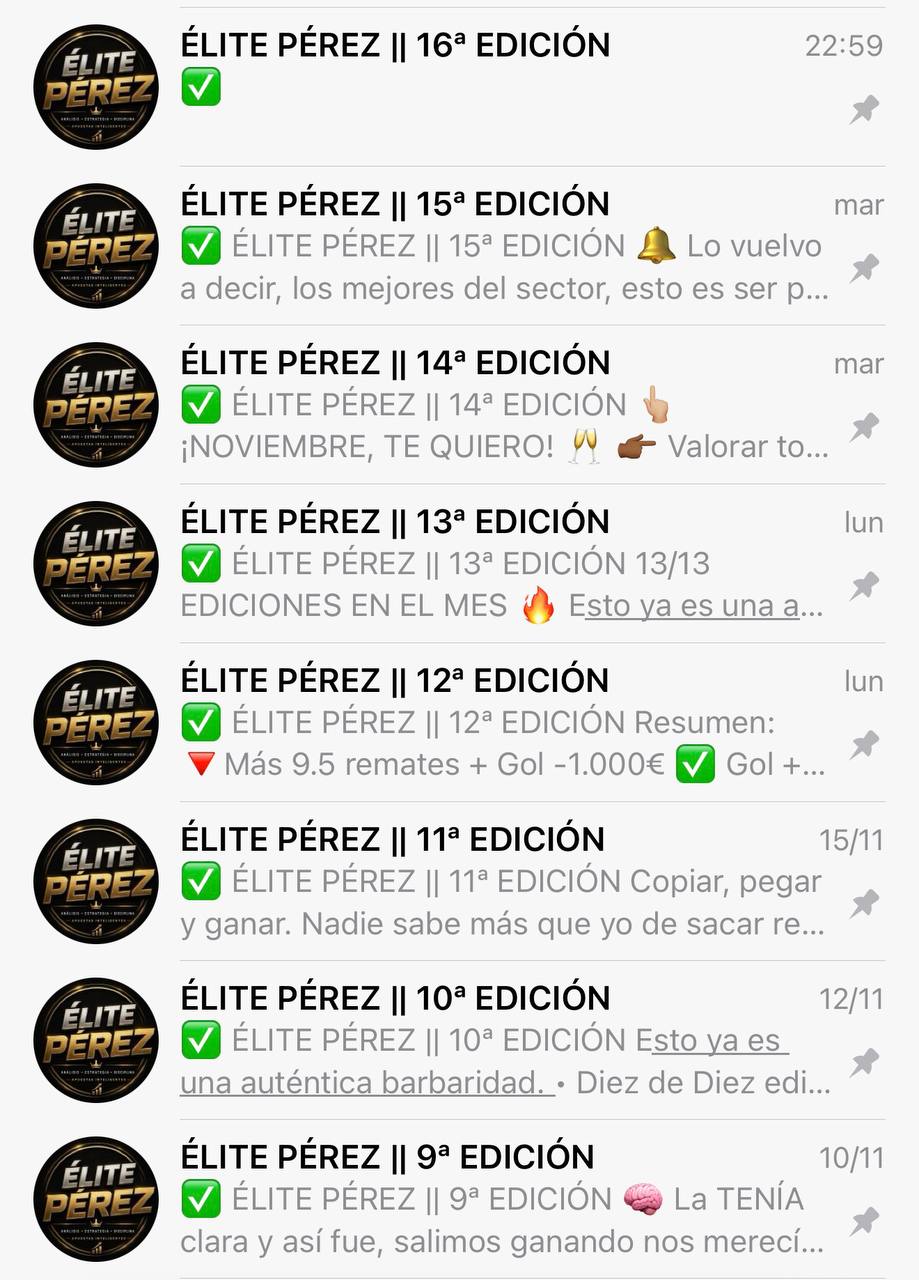 ÉLITE PÉREZ || 16ª EDICIÓN 22:59
✅
ÉLITE PÉREZ || 15ª EDICIÓN mar
✅ ÉLITE PÉREZ || 15ª EDICIÓN 🔔 Lo vuelvo
a decir, los mejores del sector, esto es ser p...
ÉLITE PÉREZ || 14ª EDICIÓN mar
✅ ÉLITE PÉREZ || 14ª EDICIÓN 👆🏼
¡NOVIEMBRE, TE QUIERO! 🥂 👉🏾 Valorar to...
ÉLITE PÉREZ || 13ª EDICIÓN lun
✅ ÉLITE PÉREZ || 13ª EDICIÓN 13/13
EDICIONES EN EL MES 🔥 Esto ya es una a...
ÉLITE PÉREZ || 12ª EDICIÓN lun
✅ ÉLITE PÉREZ || 12ª EDICIÓN Resumen:
🔻 Más 9.5 remates + Gol -1.000€ ✅ Gol +...
ÉLITE PÉREZ || 11ª EDICIÓN 15/11
✅ ÉLITE PÉREZ || 11ª EDICIÓN Copiar, pegar
y ganar. Nadie sabe más que yo de sacar re...
ÉLITE PÉREZ || 10ª EDICIÓN 12/11
✅ ÉLITE PÉREZ || 10ª EDICIÓN Esto ya es
una auténtica barbaridad. • Diez de Diez edi...
ÉLITE PÉREZ || 9ª EDICIÓN 10/11
✅ ÉLITE PÉREZ || 9ª EDICIÓN 🧠 La TENÍA
clara y así fue, salimos ganando nos merecí...
ÉLITE
PÉREZ
ANÁLISIS • ESTRATEGIA • DISCIPLINA
APUESTAS INTELIGENTES